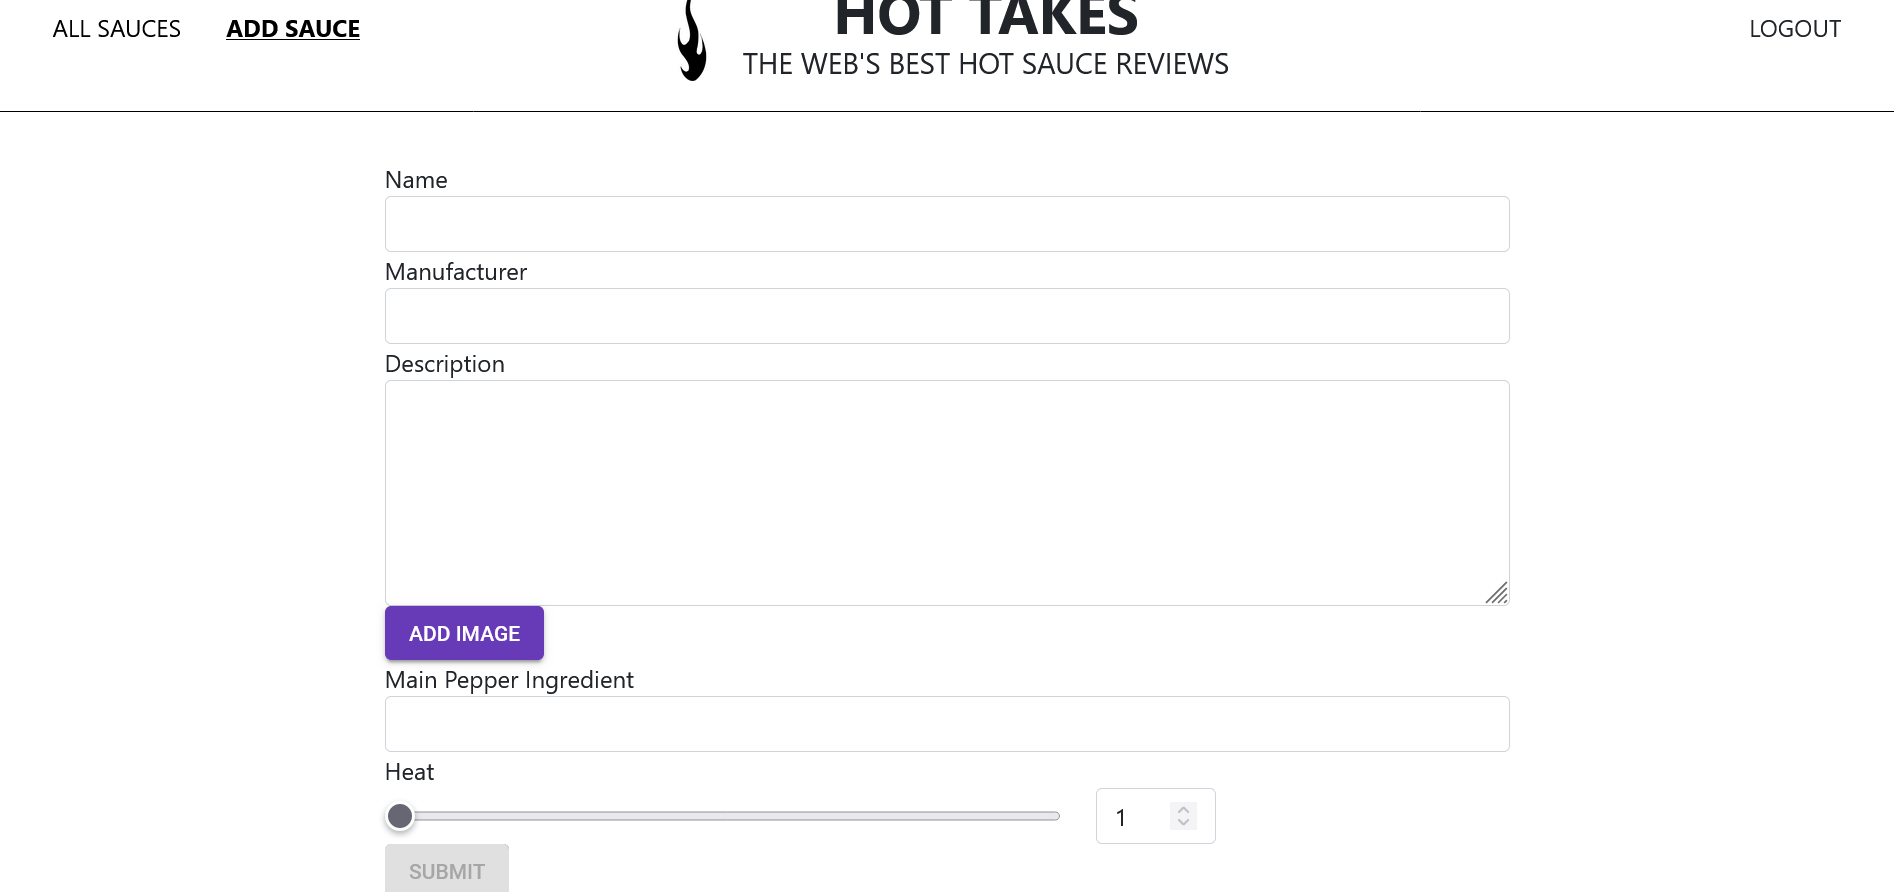 ALL SAUCES
ADD SAUCE
HOT TAKES
THE WEB'S BEST HOT SAUCE REVIEWS
LOGOUT
Name
Manufacturer
Description
ADD IMAGE
Main Pepper Ingredient
Heat
1
SUBMIT